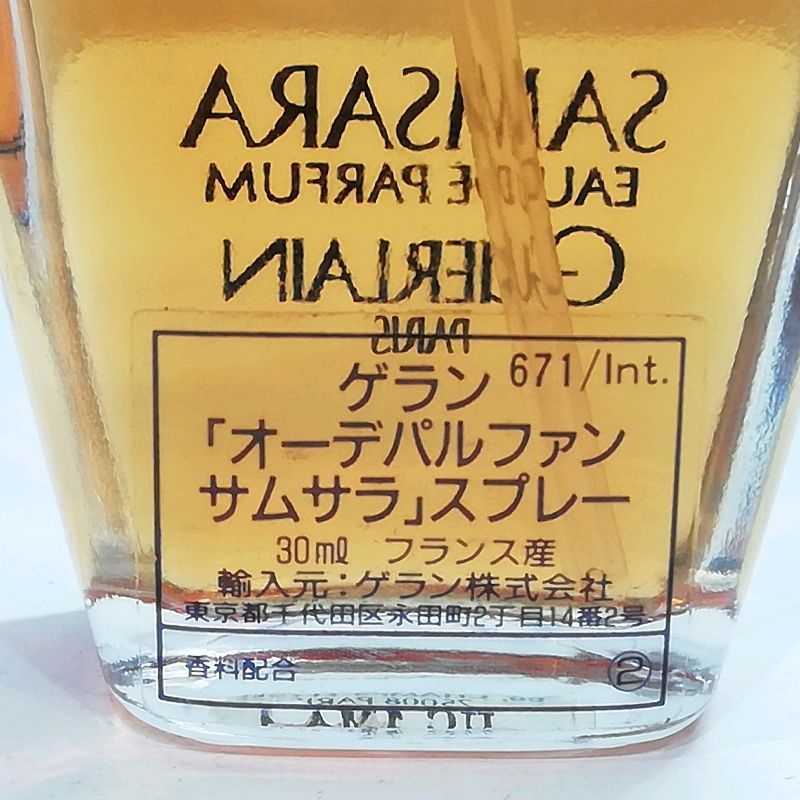 SAMSARA
EAU DE PARFUM
GUERLAIN
PARIS
671/Int.
ゲラン
「オーデパルファン
サムサラ」スプレー
30ml フランス産
輸入元:ゲラン株式会社
東京都千代田区永田町2丁目14番2号
香料配合 ②
75008 PARIS